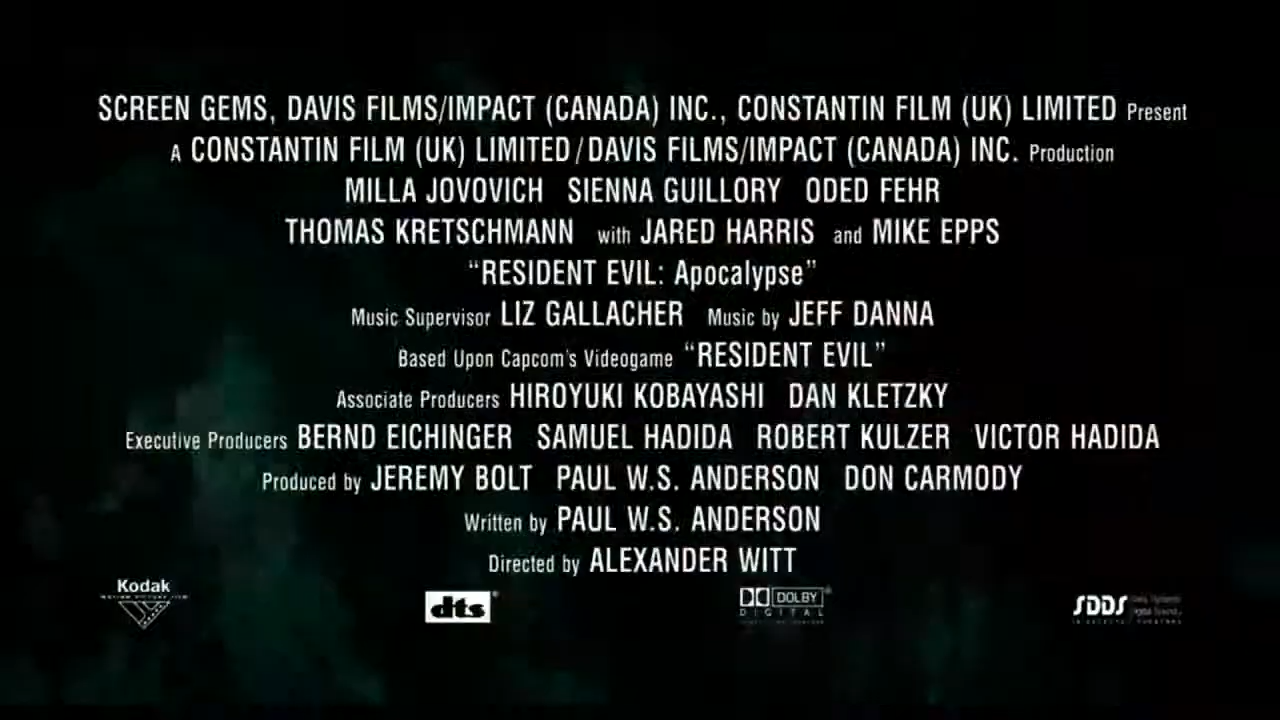 SCREEN GEMS, DAVIS FILMS/IMPACT (CANADA) INC., CONSTANTIN FILM (UK) LIMITED Present
A CONSTANTIN FILM (UK) LIMITED/DAVIS FILMS/IMPACT (CANADA) INC. Production
MILLA JOVOVICH SIENNA GUILLORY ODED FEHR
THOMAS KRETSCHMANN with JARED HARRIS and MIKE EPPS
“RESIDENT EVIL: Apocalypse”
Music Supervisor LIZ GALLACHER Music by JEFF DANNA
Based Upon Capcom’s Videogame “RESIDENT EVIL”
Associate Producers HIROYUKI KOBAYASHI DAN KLETZKY
Executive Producers BERND EICHINGER SAMUEL HADIDA ROBERT KULZER VICTOR HADIDA
Produced by JEREMY BOLT PAUL W.S. ANDERSON DON CARMODY
Written by PAUL W.S. ANDERSON
Directed by ALEXANDER WITT
Kodak
dts
DOLBY
DIGITAL
SDDS